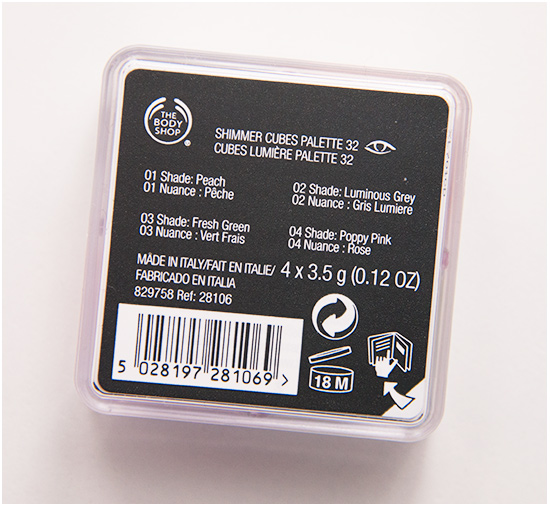 THE
BODY
SHOP
®
SHIMMER CUBES PALETTE 32
CUBES LUMIÈRE PALETTE 32
01 Shade: Peach
01 Nuance : Pêche
02 Shade: Luminous Grey
02 Nuance : Gris Lumiere
03 Shade: Fresh Green
03 Nuance : Vert Frais
04 Shade: Poppy Pink
04 Nuance : Rose
MADE IN ITALY/FAIT EN ITALIE/
FABRICADO EN ITALIA
4 x 3.5 g (0.12 OZ)
829758 Ref: 28106
5 028197 281069 >
18 M